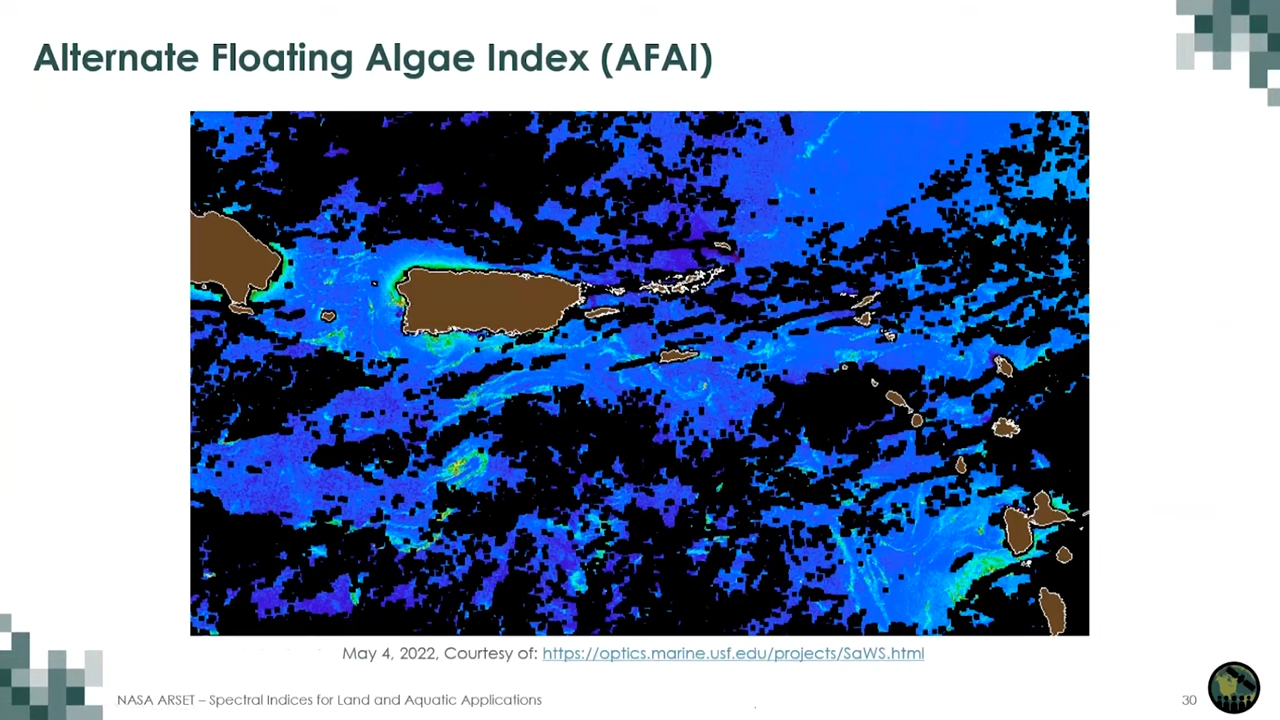 Alternate Floating Algae Index (AFAI)
May 4, 2022, Courtesy of: https://optics.marine.usf.edu/projects/SaWS.html
NASA ARSET – Spectral Indices for Land and Aquatic Applications
30